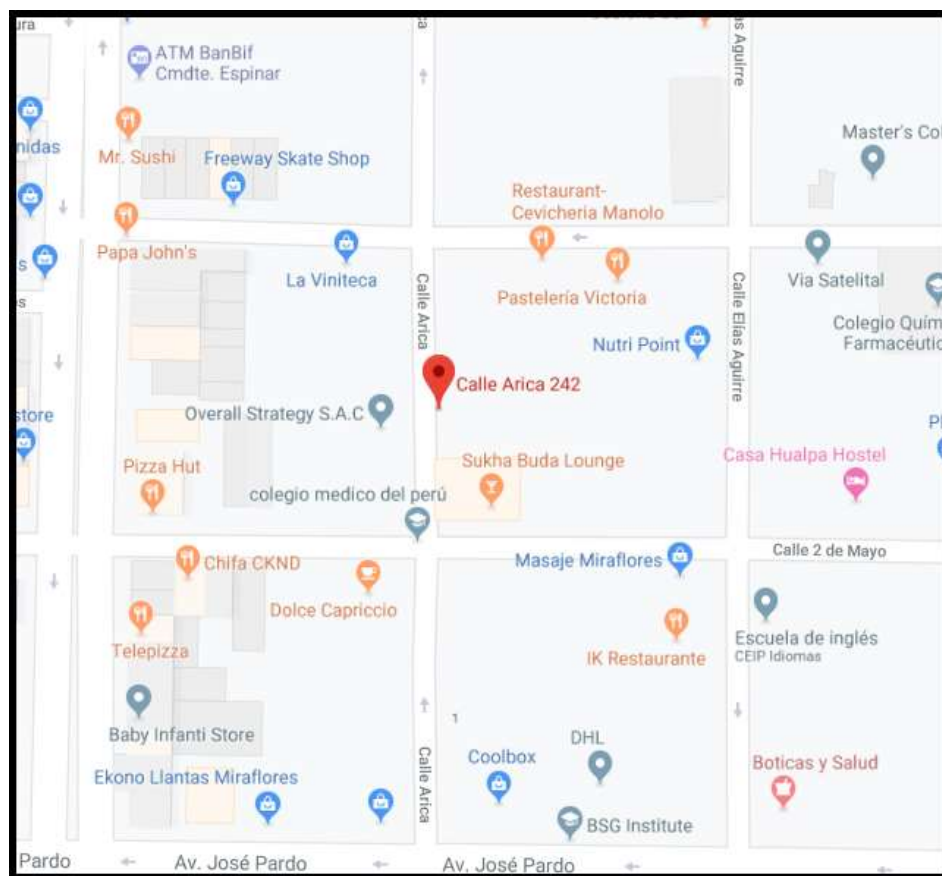 ATM BanBif
Cmdte. Espinar
Elías Aguirre
Master's Col
nidas
Mr. Sushi
Freeway Skate Shop
Restaurant-
Cevicheria Manolo
Papa John's
La Viniteca
Calle Arica
Pastelería Victoria
Calle Elías Aguirre
Via Satelital
Colegio Quím
Farmacéutic
Nutri Point
Calle Arica 242
store
Overall Strategy S.A.C
Pizza Hut
Sukha Buda Lounge
Casa Hualpa Hostel
colegio medico del perú
Calle 2 de Mayo
Chifa CKND
Masaje Miraflores
Dolce Capriccio
Telepizza
IK Restaurante
Escuela de inglés
CEIP Idiomas
Baby Infanti Store
1
DHL
Calle Arica
Coolbox
Boticas y Salud
Ekono Llantas Miraflores
BSG Institute
Pardo
Av. José Pardo
Av. José Pardo